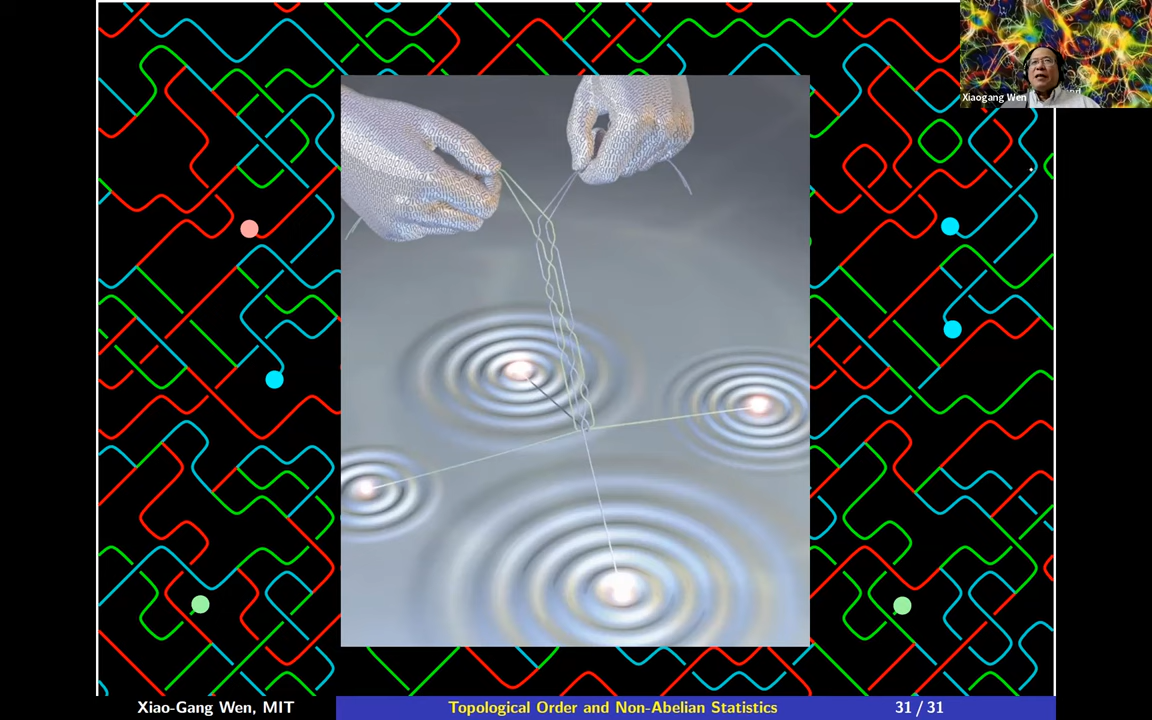 Xiaogang Wen
Xiao-Gang Wen, MIT
Topological Order and Non-Abelian Statistics
31 / 31